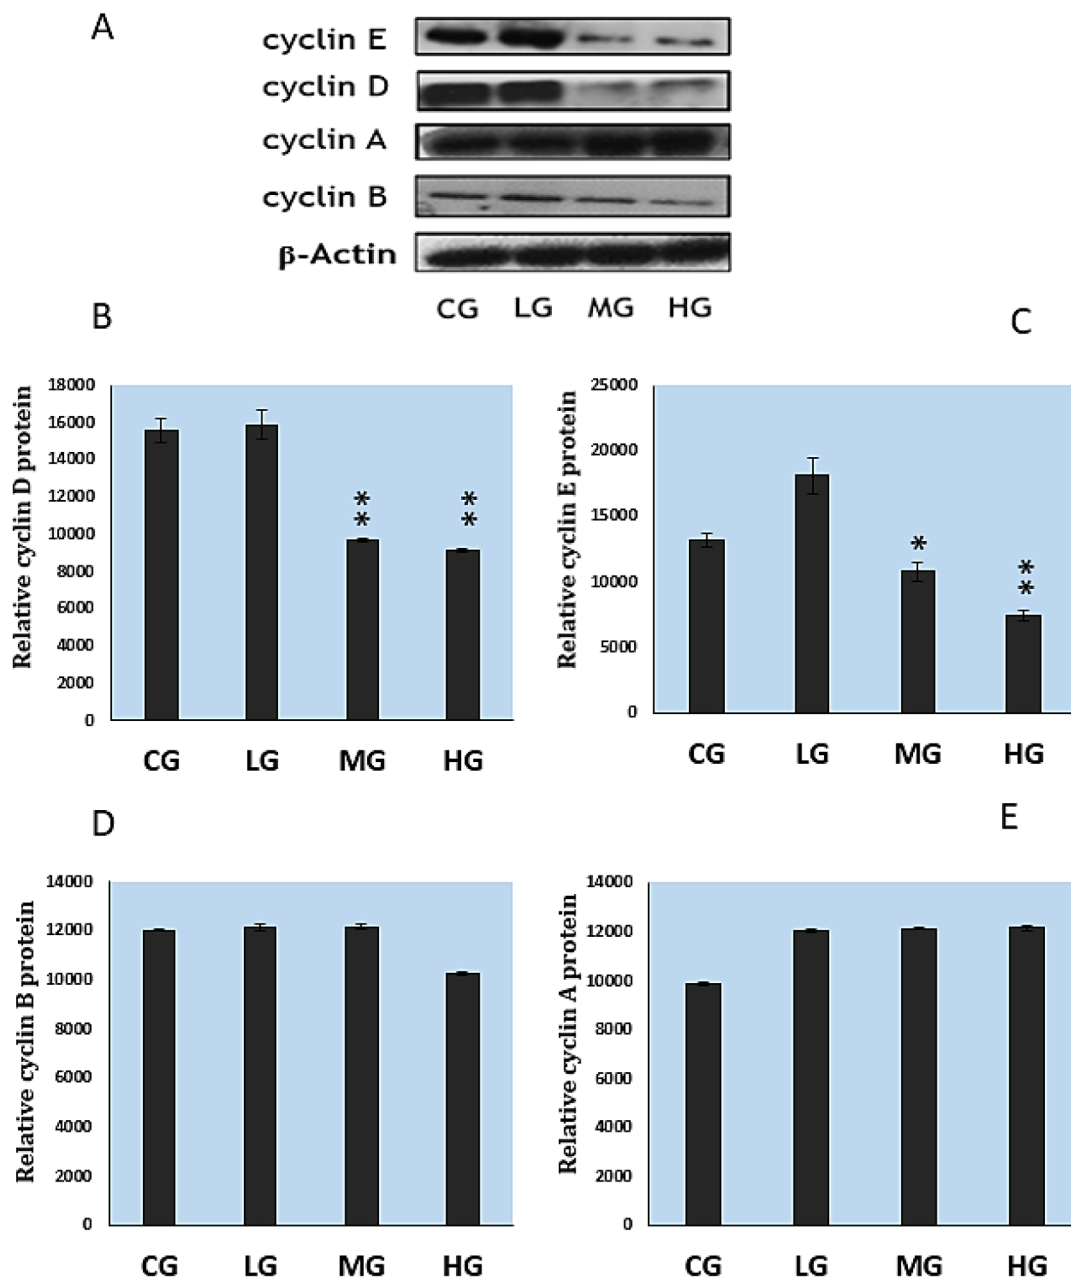 A
cyclin E
cyclin D
cyclin A
cyclin B
β-Actin
CG LG MG HG
B
C
Relative cyclin D protein
18000
16000
14000
12000
10000
8000
6000
4000
2000
0
**
**
CG LG MG HG
Relative cyclin E protein
25000
20000
15000
10000
5000
0
*
**
CG LG MG HG
D
E
Relative cyclin B protein
14000
12000
10000
8000
6000
4000
2000
0
CG LG MG HG
Relative cyclin A protein
14000
12000
10000
8000
6000
4000
2000
0
CG LG MG HG